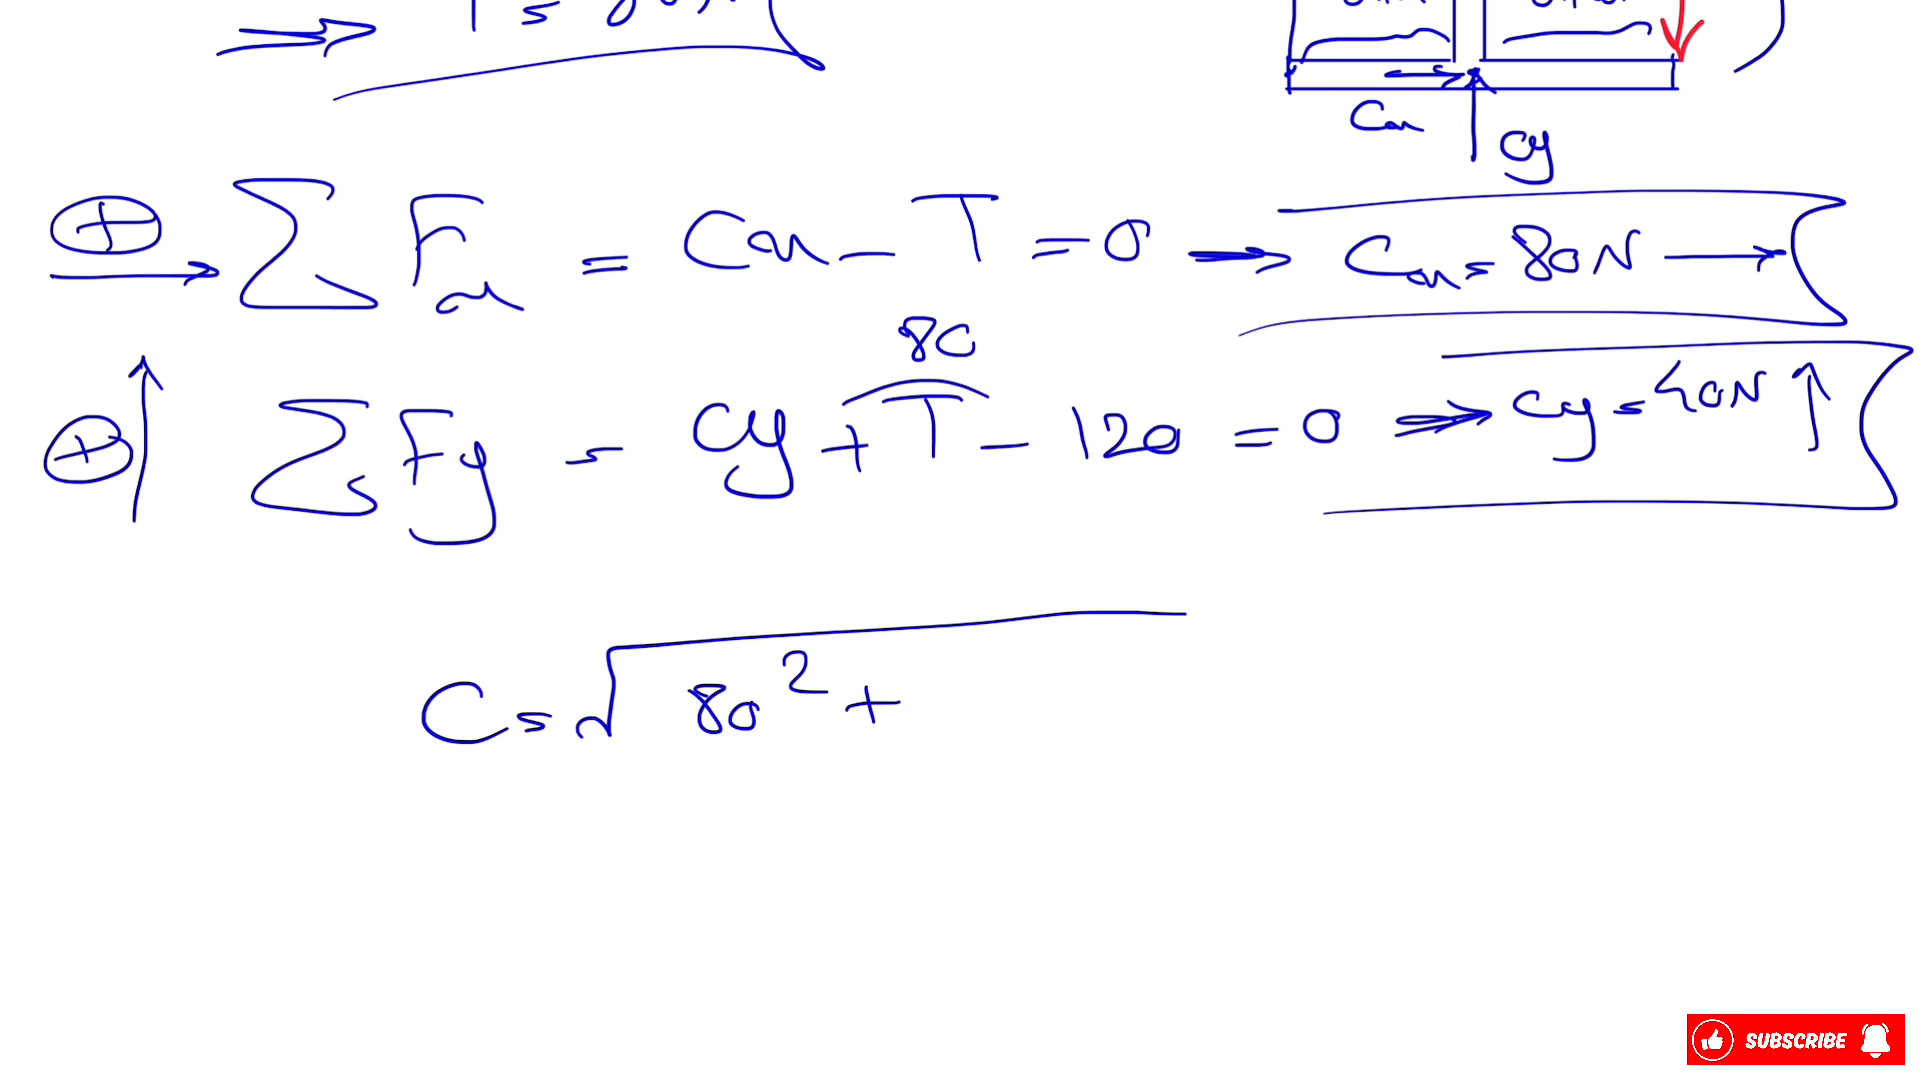 Cx
Cy
⊕ ΣFx = Cx - T = 0 ⇒ Cx = 80N →
80
⊕ ΣFy = Cy + T - 120 = 0 ⇒ Cy = 40N ↑
C = √80² +
SUBSCRIBE